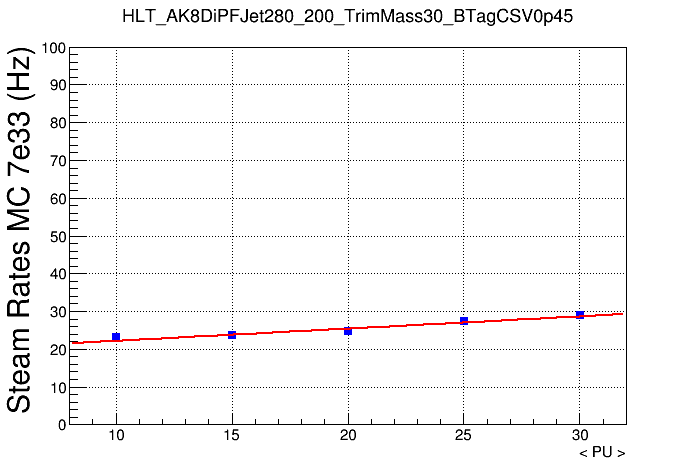 HLT_AK8DiPFJet280_200_TrimMass30_BTagCSV0p45
Steam Rates MC 7e33 (Hz)
100
90
80
70
60
50
40
30
20
10
0
10 15 20 25 30
< PU >